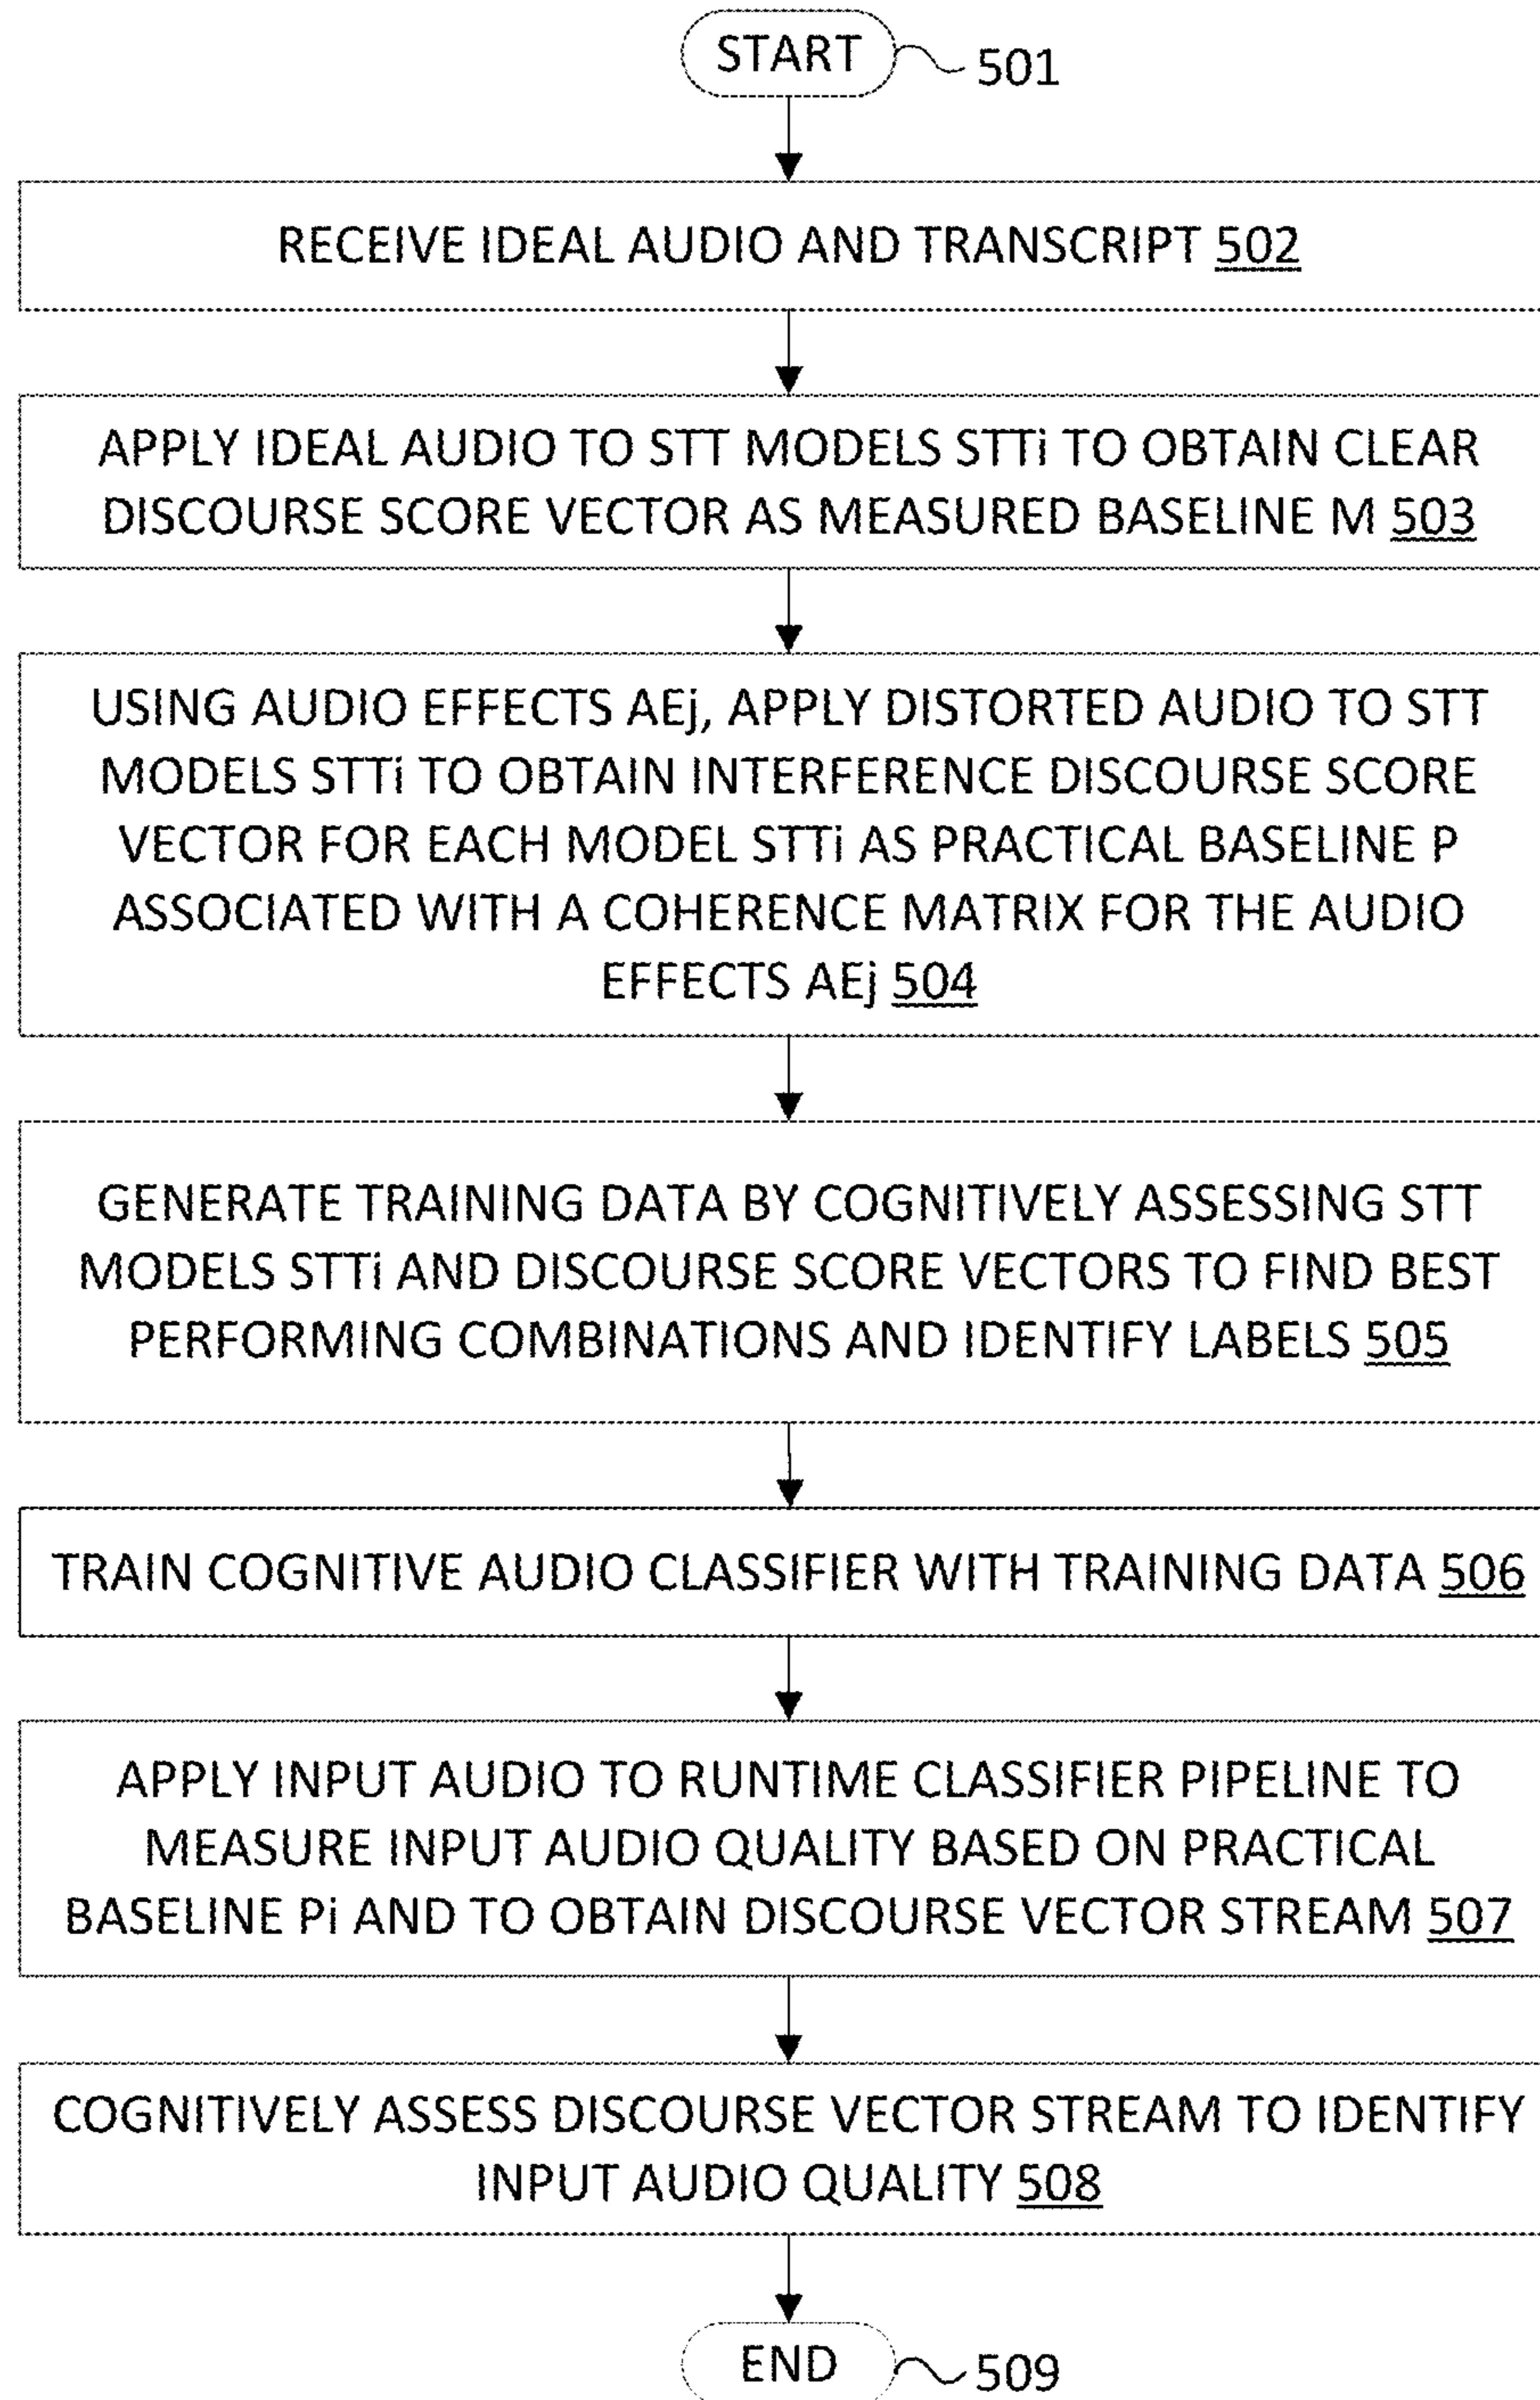 START 501
RECEIVE IDEAL AUDIO AND TRANSCRIPT 502
APPLY IDEAL AUDIO TO STT MODELS STTi TO OBTAIN CLEAR
DISCOURSE SCORE VECTOR AS MEASURED BASELINE M 503
USING AUDIO EFFECTS AEj, APPLY DISTORTED AUDIO TO STT
MODELS STTi TO OBTAIN INTERFERENCE DISCOURSE SCORE
VECTOR FOR EACH MODEL STTi AS PRACTICAL BASELINE P
ASSOCIATED WITH A COHERENCE MATRIX FOR THE AUDIO
EFFECTS AEj 504
GENERATE TRAINING DATA BY COGNITIVELY ASSESSING STT
MODELS STTi AND DISCOURSE SCORE VECTORS TO FIND BEST
PERFORMING COMBINATIONS AND IDENTIFY LABELS 505
TRAIN COGNITIVE AUDIO CLASSIFIER WITH TRAINING DATA 506
APPLY INPUT AUDIO TO RUNTIME CLASSIFIER PIPELINE TO
MEASURE INPUT AUDIO QUALITY BASED ON PRACTICAL
BASELINE Pi AND TO OBTAIN DISCOURSE VECTOR STREAM 507
COGNITIVELY ASSESS DISCOURSE VECTOR STREAM TO IDENTIFY
INPUT AUDIO QUALITY 508
END 509